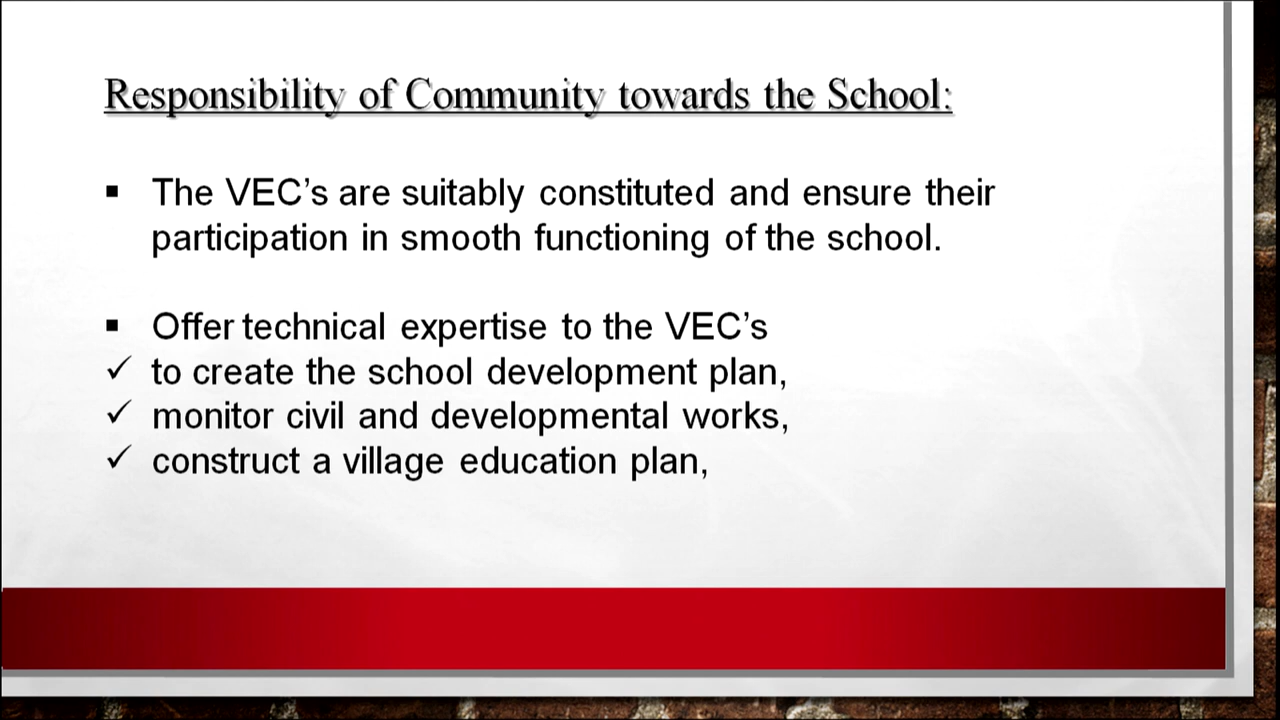 Responsibility of Community towards the School:
▪ The VEC’s are suitably constituted and ensure their
participation in smooth functioning of the school.
▪ Offer technical expertise to the VEC’s
✓ to create the school development plan,
✓ monitor civil and developmental works,
✓ construct a village education plan,